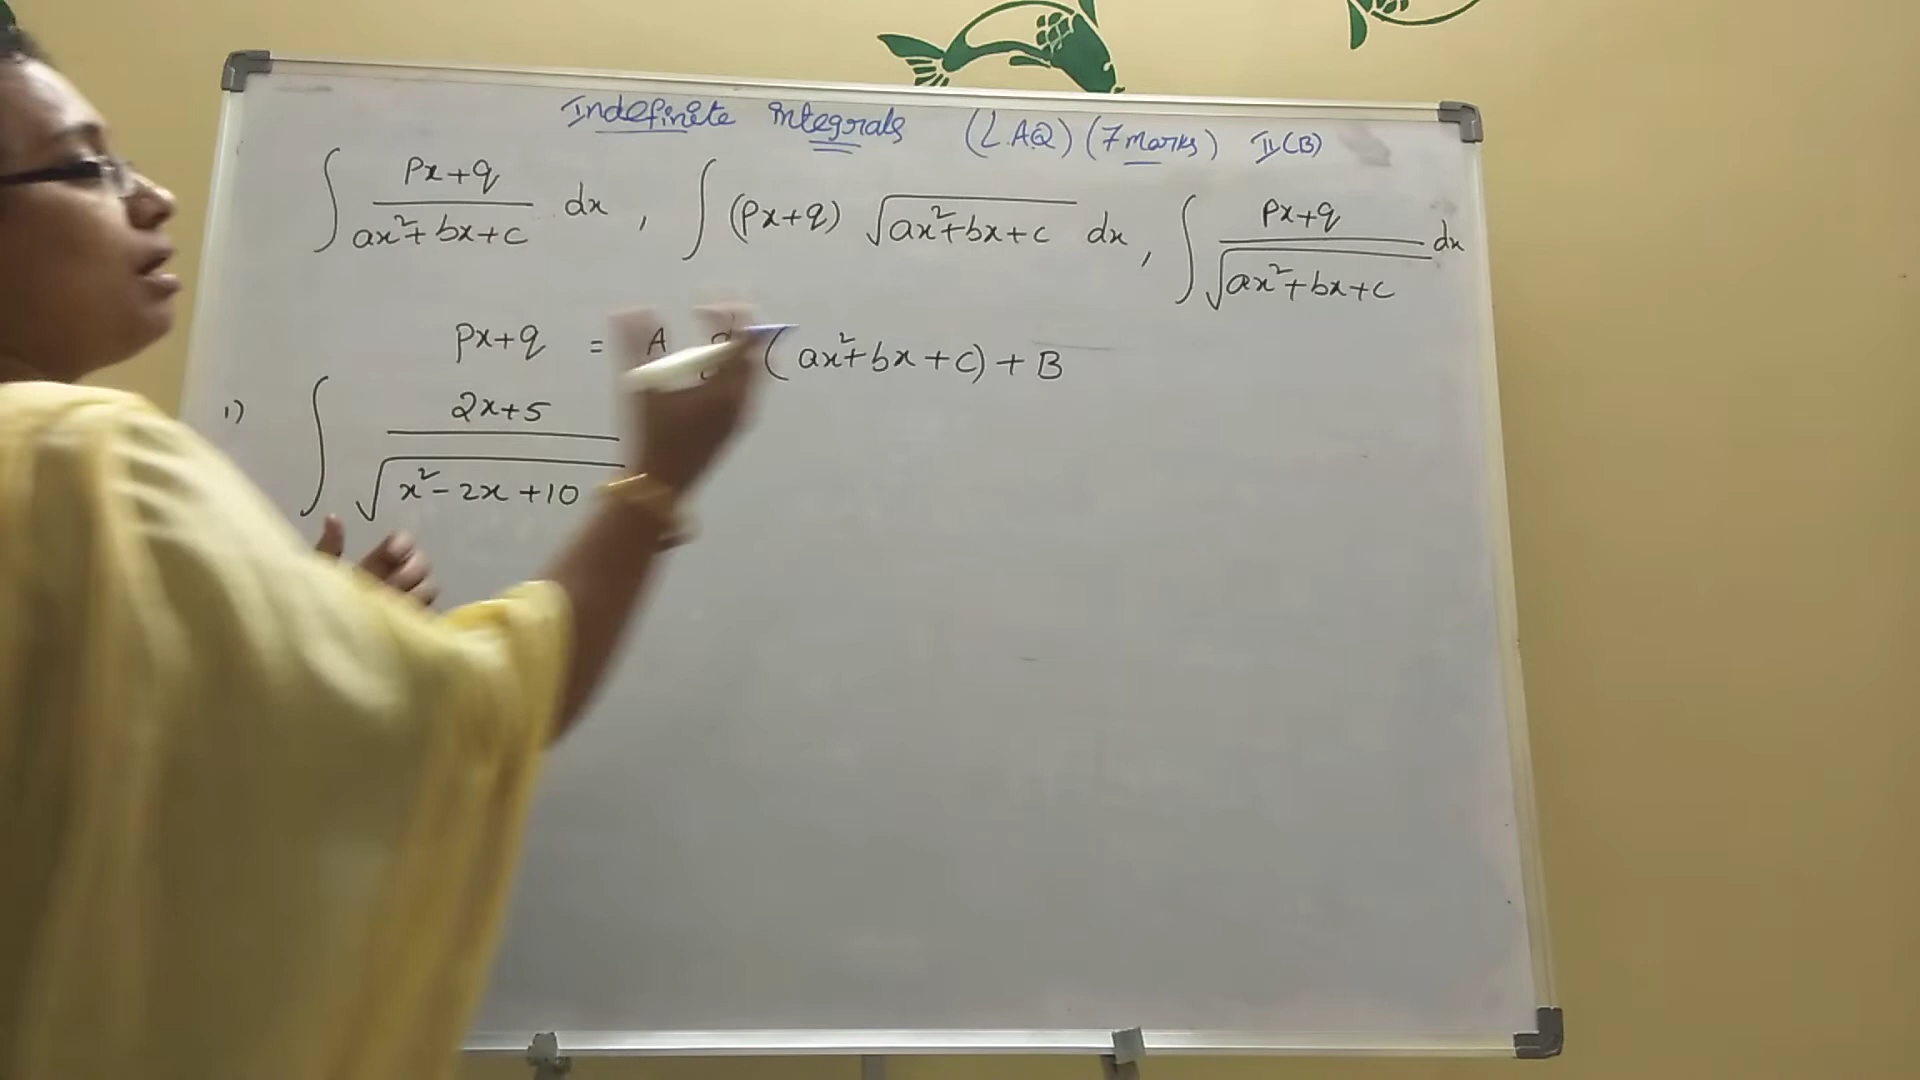 Indefinite integrals (LAQ) (7 marks) II(B)
∫ px+q / ax²+bx+c dx , ∫ (px+q) √ax²+bx+c dx , ∫ px+q / √ax²+bx+c dx
px+q = A (ax²+bx+c) + B
1) ∫ 2x+5 / √x²-2x+10